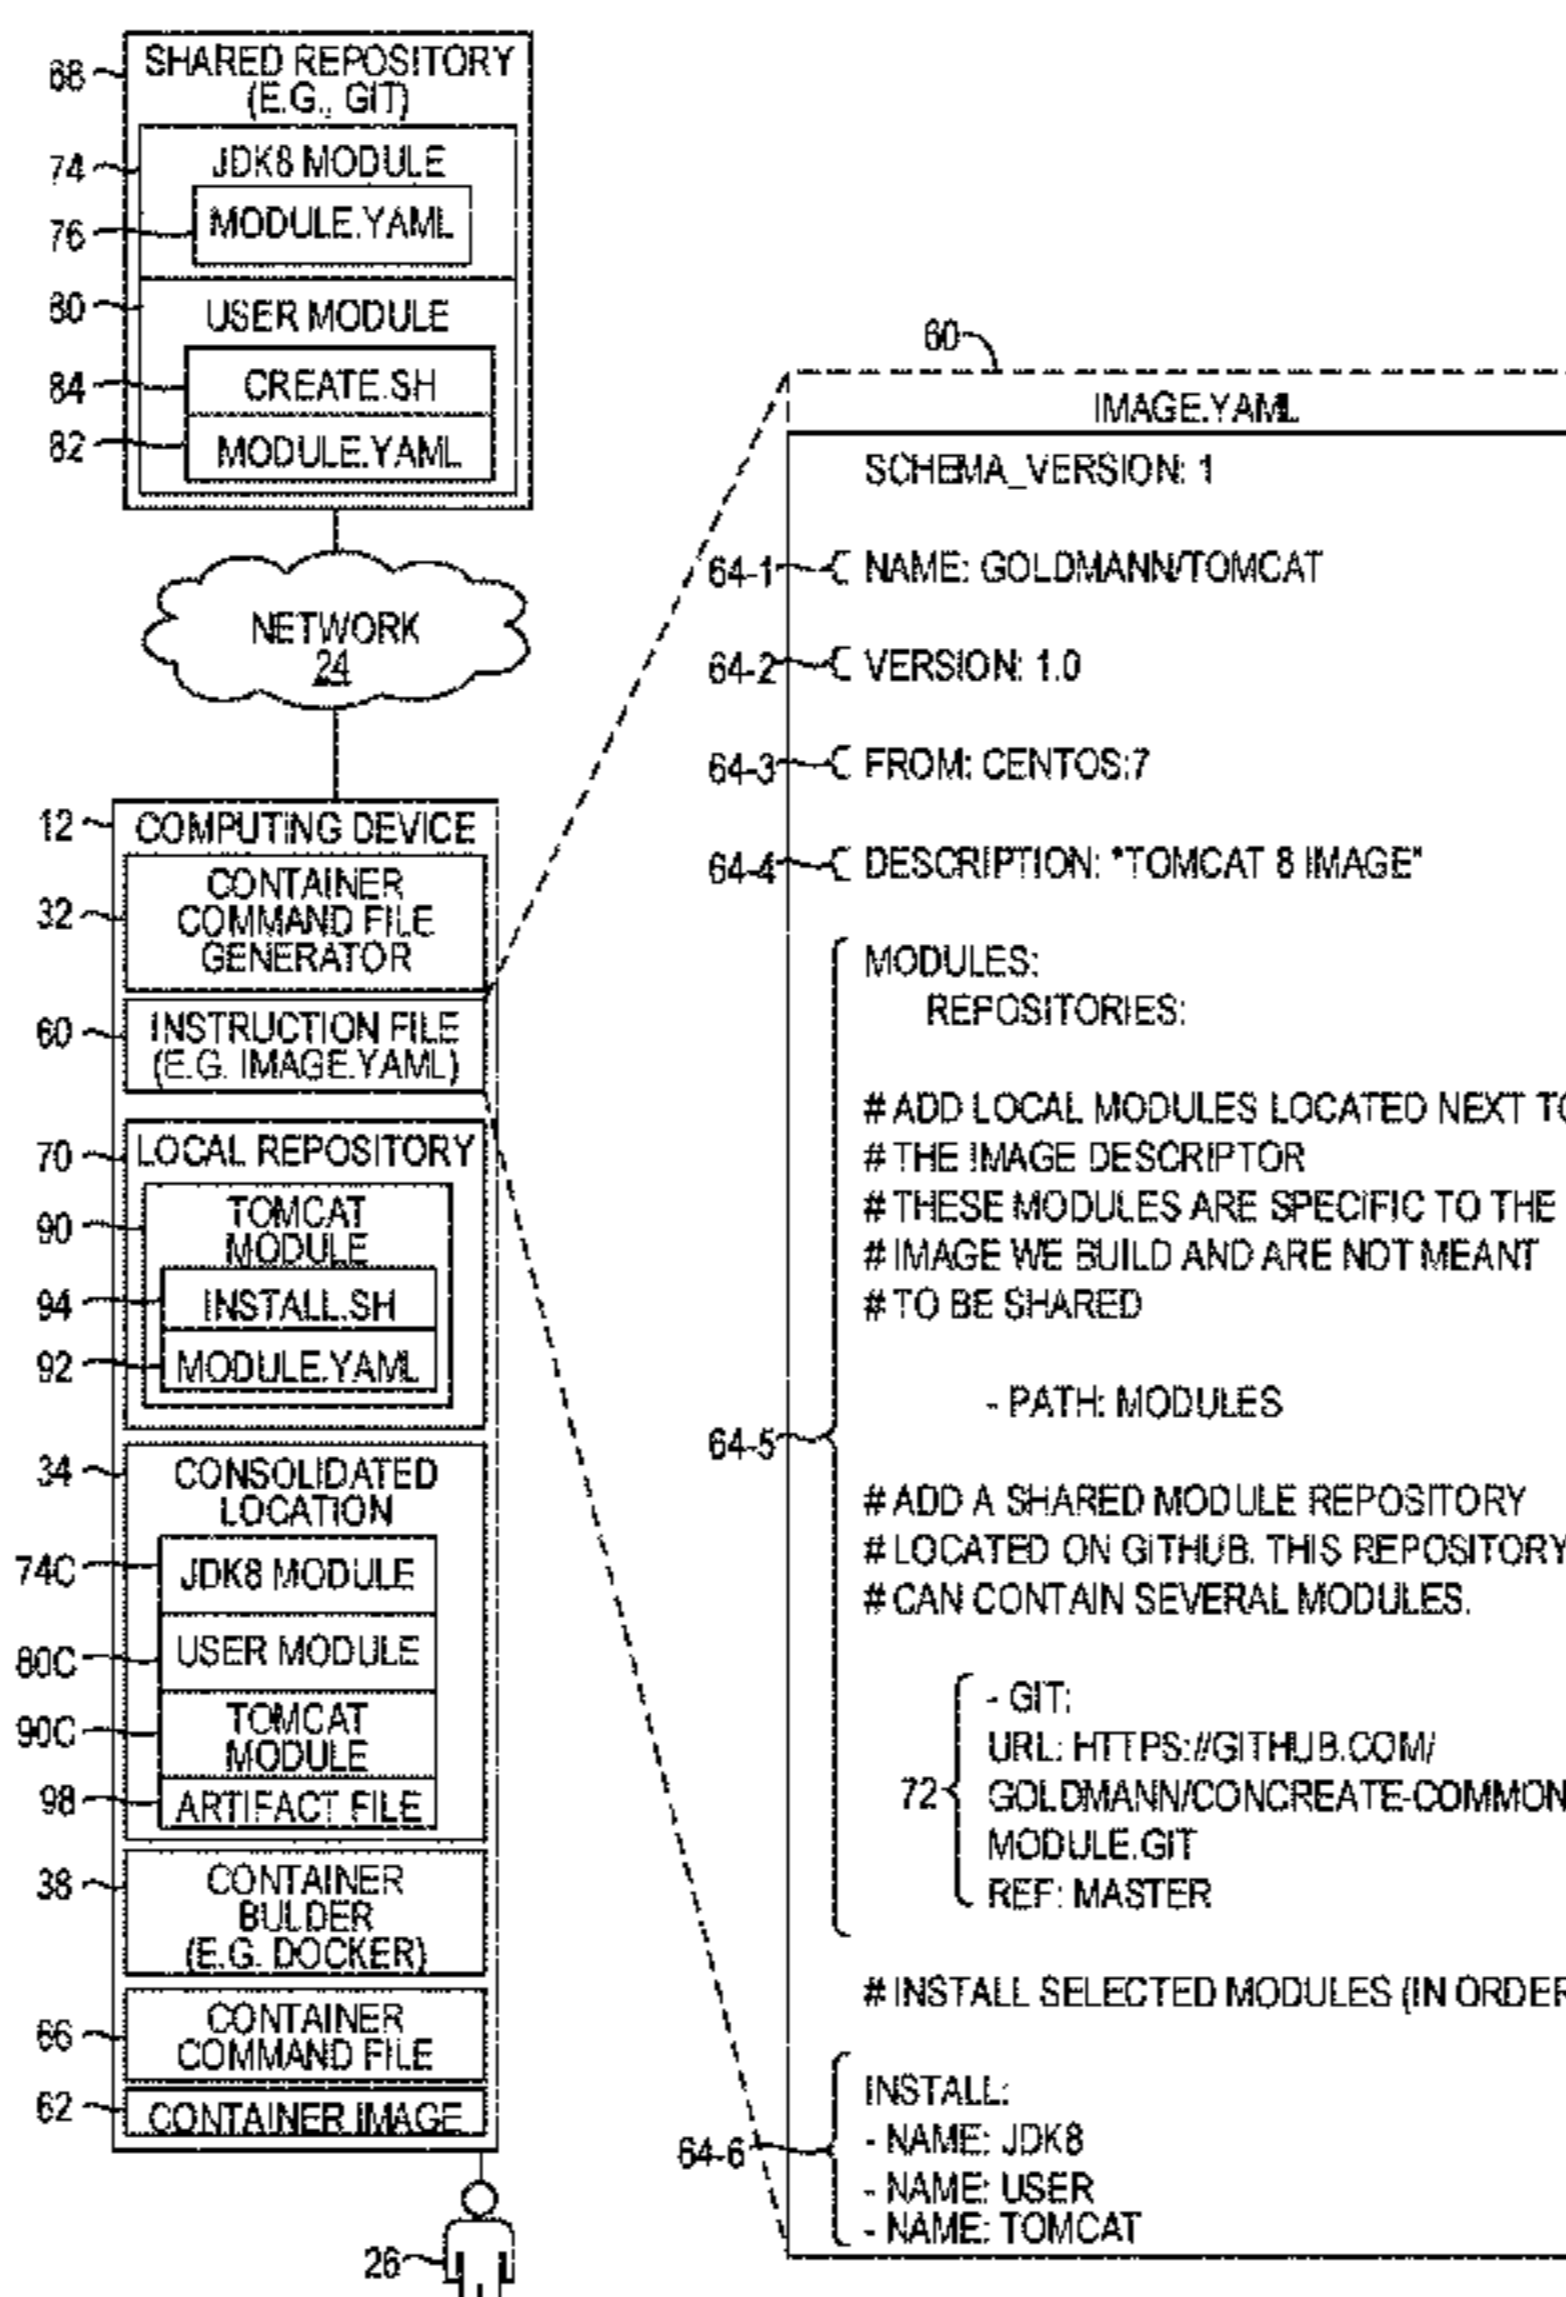 68
SHARED REPOSITORY
(E.G., GIT)
74
JDK8 MODULE
76
MODULE.YAML
80
USER MODULE
84
CREATE.SH
82
MODULE.YAML
NETWORK
24
12
COMPUTING DEVICE
32
CONTAINER
COMMAND FILE
GENERATOR
60
INSTRUCTION FILE
(E.G. IMAGE.YAML)
70
LOCAL REPOSITORY
90
TOMCAT
MODULE
94
INSTALL.SH
92
MODULE.YAML
34
CONSOLIDATED
LOCATION
74C
JDK8 MODULE
80C
USER MODULE
90C
TOMCAT
MODULE
98
ARTIFACT FILE
38
CONTAINER
BULDER
(E.G. DOCKER)
66
CONTAINER
COMMAND FILE
62
CONTAINER IMAGE
26
60
IMAGE.YAML
SCHEMA_VERSION: 1
64-1
NAME: GOLDMANN/TOMCAT
64-2
VERSION: 1.0
64-3
FROM: CENTOS:7
64-4
DESCRIPTION: "TOMCAT 8 IMAGE"
64-5
MODULES:
REPOSITORIES:
# ADD LOCAL MODULES LOCATED NEXT TO
# THE IMAGE DESCRIPTOR
# THESE MODULES ARE SPECIFIC TO THE
# IMAGE WE BUILD AND ARE NOT MEANT
# TO BE SHARED
- PATH: MODULES
# ADD A SHARED MODULE REPOSITORY
# LOCATED ON GITHUB. THIS REPOSITORY
# CAN CONTAIN SEVERAL MODULES.
72
- GIT:
URL: HTTPS://GITHUB.COM/
GOLDMANN/CONCREATE-COMMON
MODULE.GIT
REF: MASTER
# INSTALL SELECTED MODULES (IN ORDER
64-6
INSTALL:
- NAME: JDK8
- NAME: USER
- NAME: TOMCAT